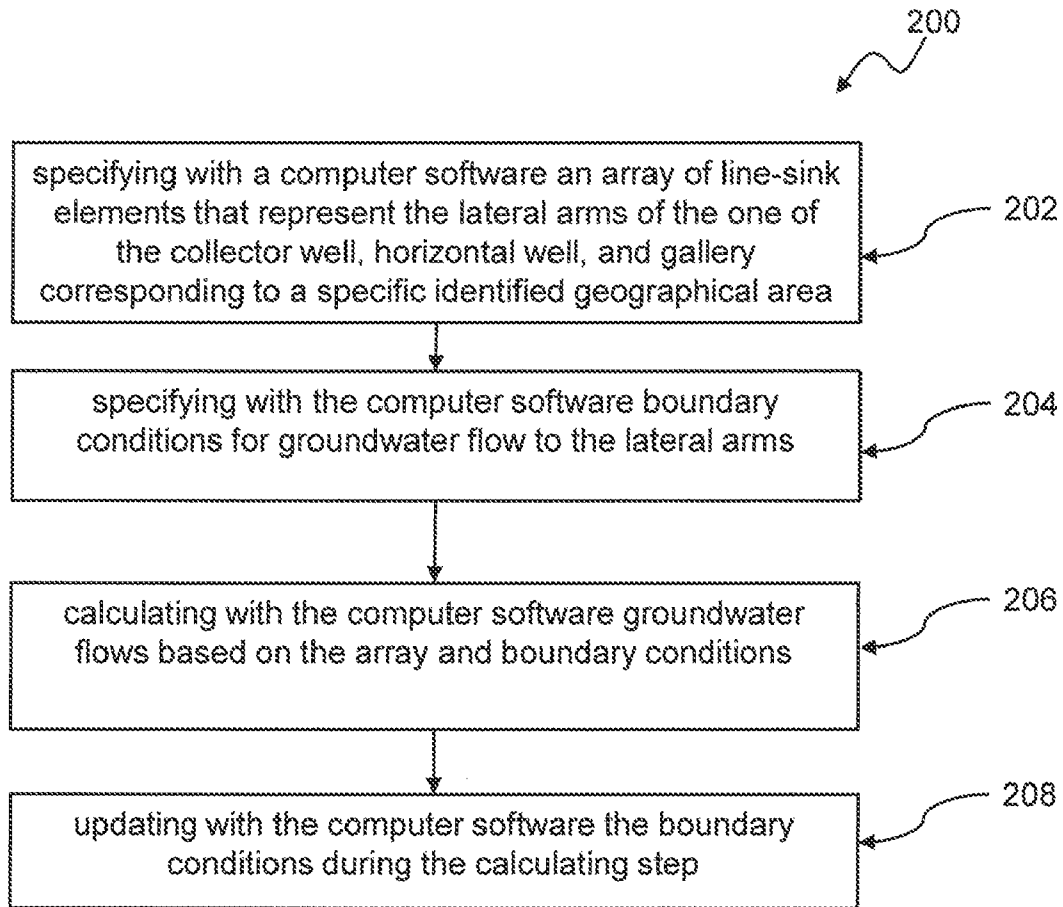 200
specifying with a computer software an array of line-sink
elements that represent the lateral arms of the one of
the collector well, horizontal well, and gallery
corresponding to a specific identified geographical area
202
specifying with the computer software boundary
conditions for groundwater flow to the lateral arms
204
calculating with the computer software groundwater
flows based on the array and boundary conditions
206
updating with the computer software the boundary
conditions during the calculating step
208